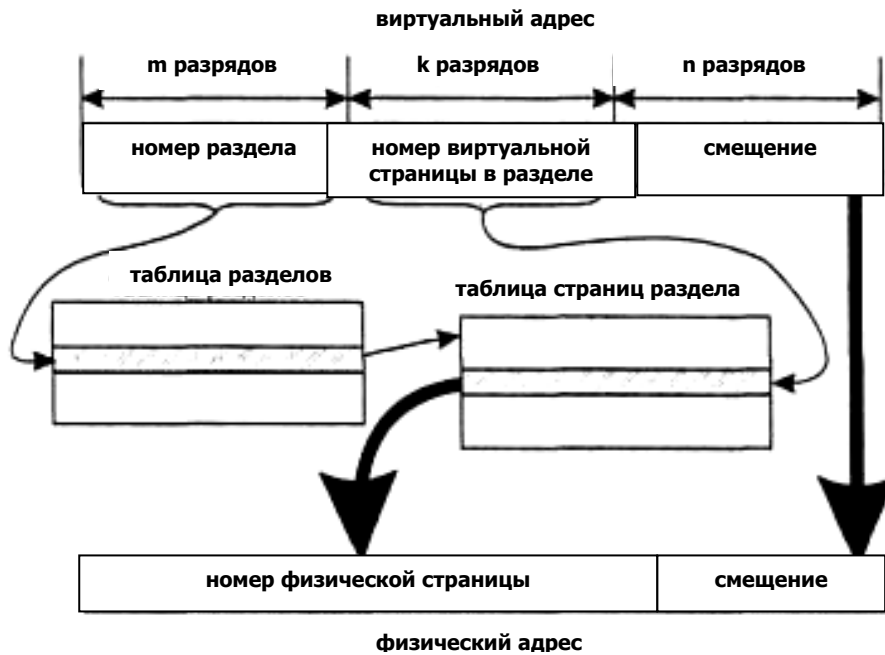 виртуальный адрес
m разрядов
k разрядов
n разрядов
номер раздела
номер виртуальной
страницы в разделе
смещение
таблица разделов
таблица страниц раздела
номер физической страницы
смещение
физический адрес